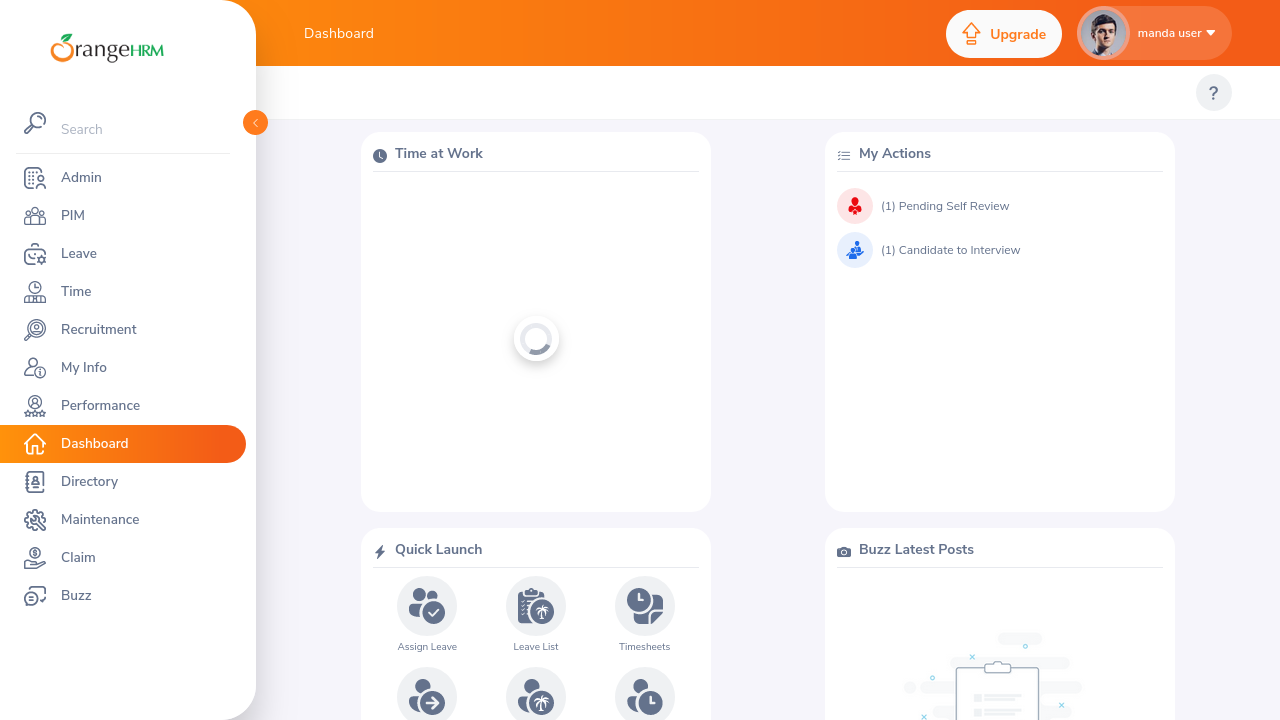 OrangeHRM
Search
Admin
PIM
Leave
Time
Recruitment
My Info
Performance
Dashboard
Directory
Maintenance
Claim
Buzz
Dashboard
Upgrade
manda user
?
Time at Work
My Actions
(1) Pending Self Review
(1) Candidate to Interview
Quick Launch
Assign Leave
Leave List
Timesheets
Buzz Latest Posts